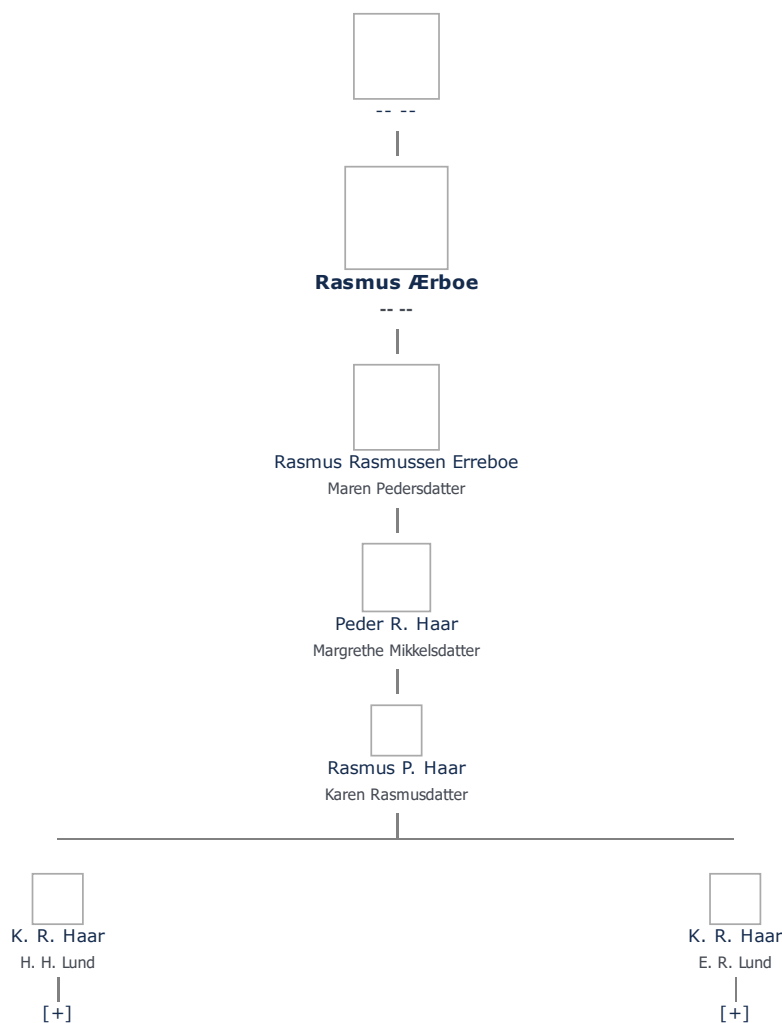 -- --
Rasmus Ærboe
-- --
Rasmus Rasmussen Erreboe
Maren Pedersdatter
Peder R. Haar
Margrethe Mikkelsdatter
Rasmus P. Haar
Karen Rasmusdatter
K. R. Haar
H. H. Lund
[+]
K. R. Haar
E. R. Lund
[+]